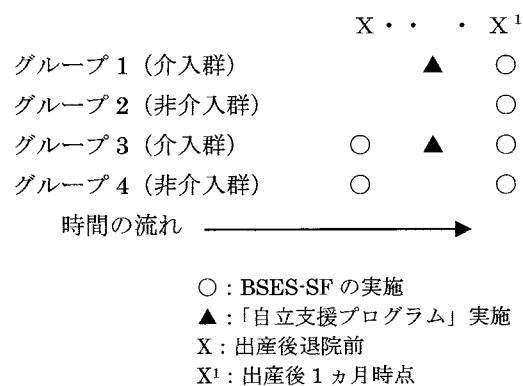 X・・　・ X¹
グループ 1（介入群） ▲ ○
グループ 2（非介入群） ○
グループ 3（介入群） ○ ▲ ○
グループ 4（非介入群） ○ ○
時間の流れ
○：BSES-SF の実施
▲：「自立支援プログラム」実施
X：出産後退院前
X¹：出産後 1 ヵ月時点